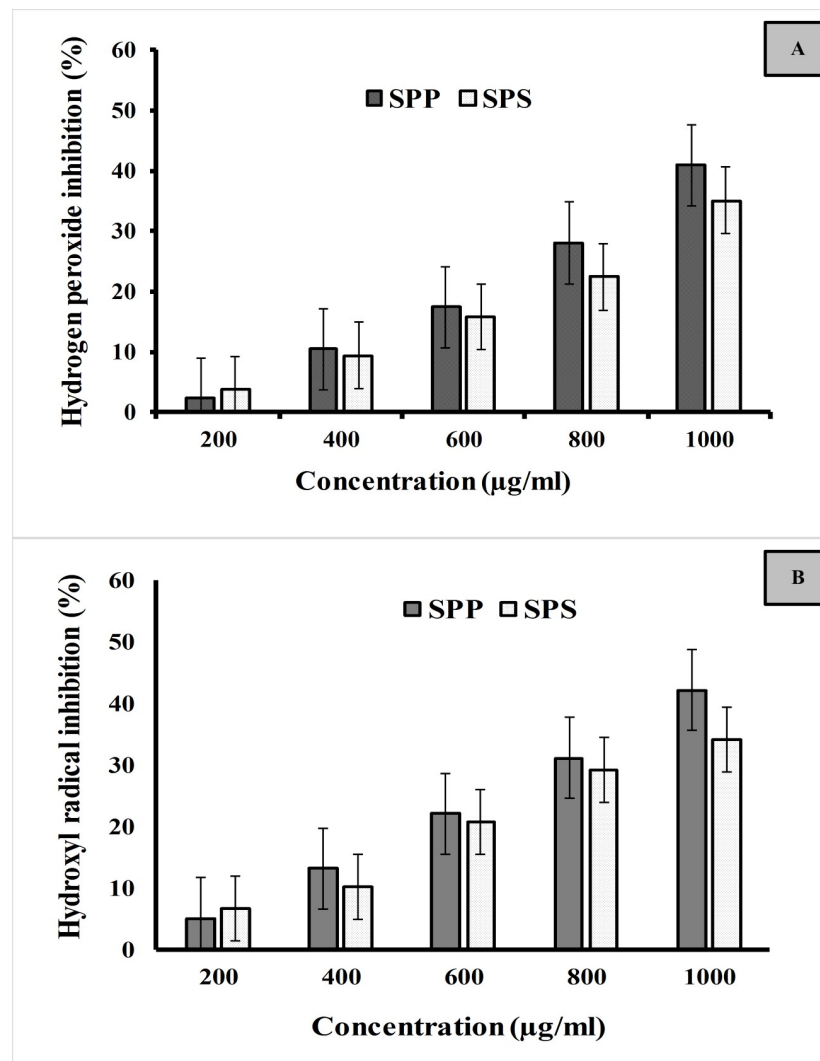 A
Hydrogen peroxide inhibition (%)
60
50
40
30
20
10
0
SPP SPS
200 400 600 800 1000
Concentration (µg/ml)
B
Hydroxyl radical inhibition (%)
60
50
40
30
20
10
0
SPP SPS
200 400 600 800 1000
Concentration (µg/ml)